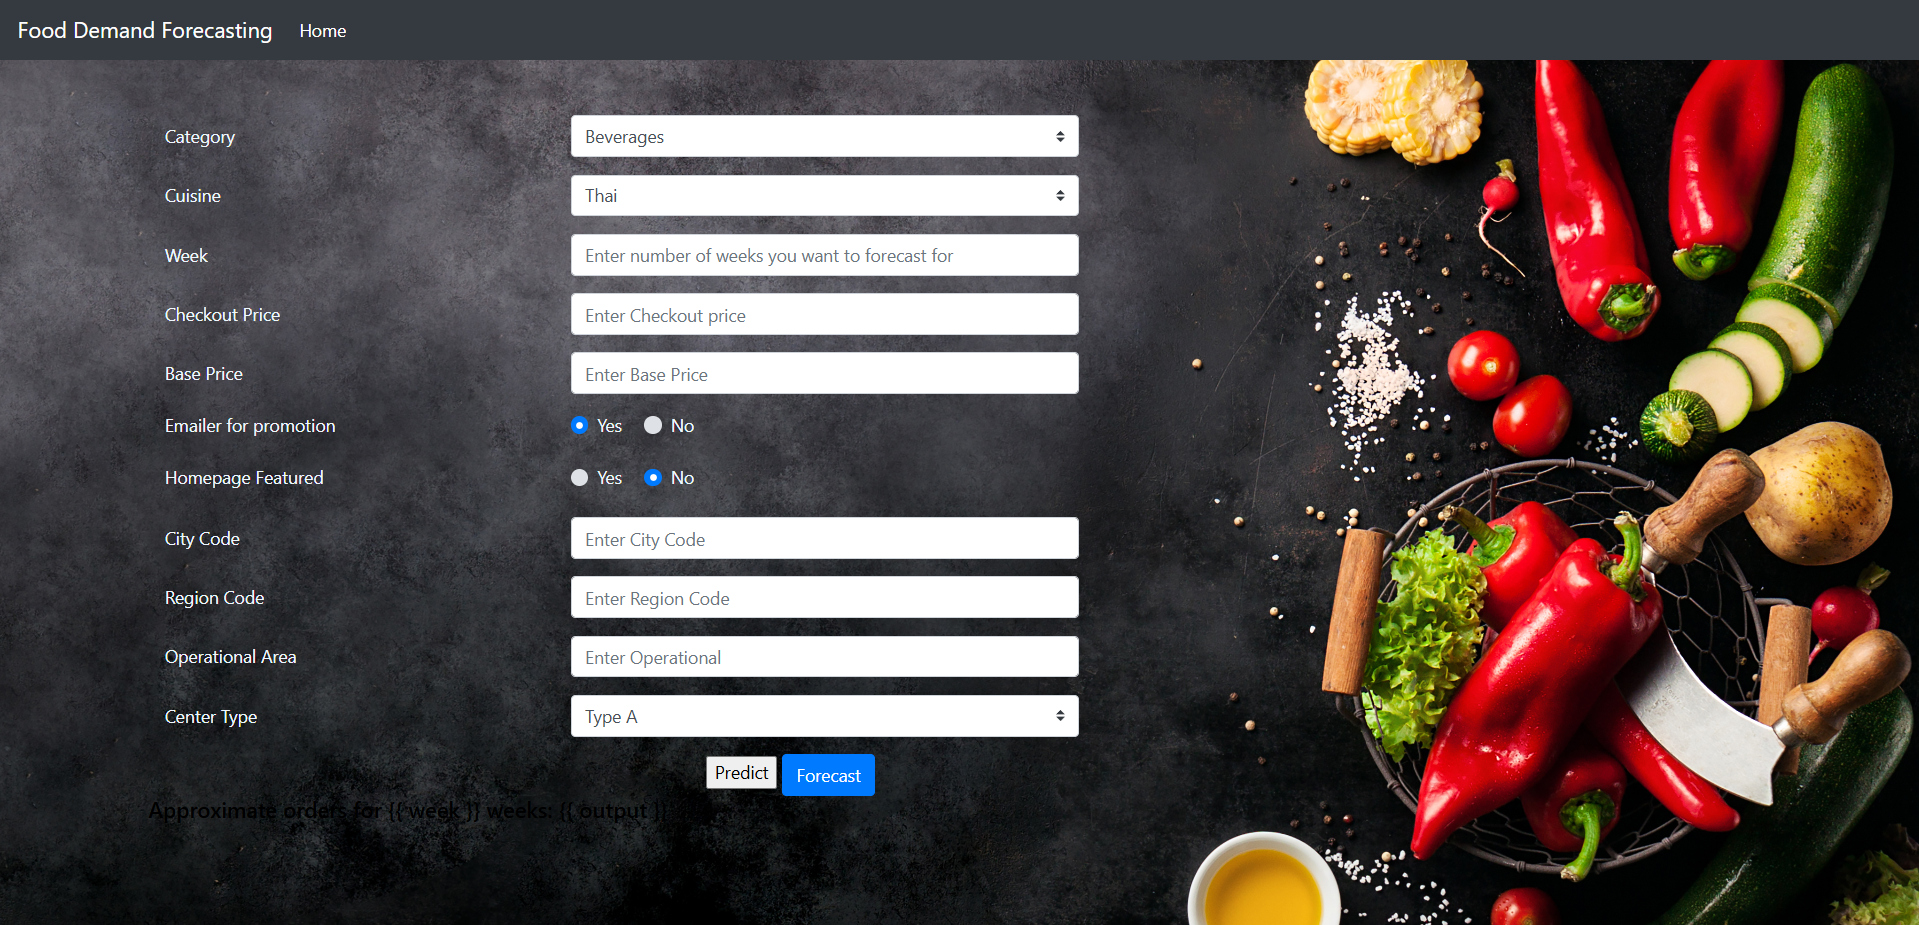 Food Demand Forecasting Home
Category Beverages
Cuisine Thai
Week Enter number of weeks you want to forecast for
Checkout Price Enter Checkout price
Base Price Enter Base Price
Emailer for promotion Yes No
Homepage Featured Yes No
City Code Enter City Code
Region Code Enter Region Code
Operational Area Enter Operational
Center Type Type A
Predict Forecast
Approximate orders for {{ week }} weeks: {{ output }}